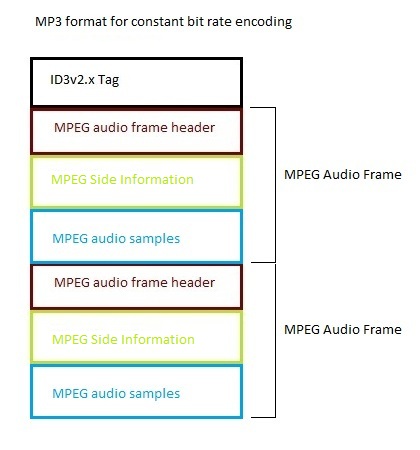 MP3 format for constant bit rate encoding
ID3v2.x Tag
MPEG audio frame header
MPEG Side Information
MPEG Audio Frame
MPEG audio samples
MPEG audio frame header
MPEG Side Information
MPEG Audio Frame
MPEG audio samples